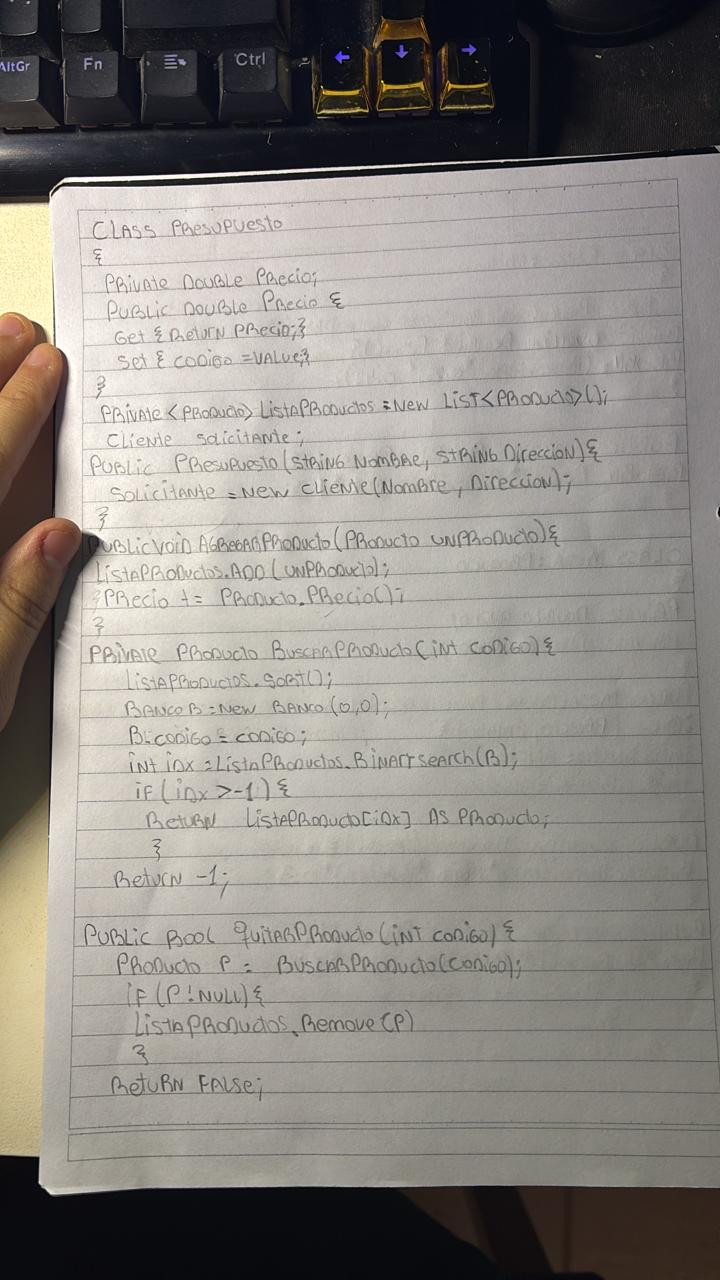 AltGr
Fn
Ctrl
CLASS PResuPuesto
{
PRivate Double PRecio;
Public Double PRecio {
Get { Return PRecio;}
Set { codigo = value;}
}
PRivate <PRoducto> ListaPRoductos = New List<PRoducto>();
Cliente solicitante;
Public PResuPuesto (String Nombre, String Direccion) {
Solicitante = New Cliente (Nombre, Direccion);
}
Public Void AgregarPRoducto (PRoducto unPRoducto) {
ListaPRoductos.ADD (unPRoducto);
PRecio += PRoducto.PRecio();
}
PRivate PRoducto BuscarPRoducto (int codigo) {
ListaPRoductos.Sort();
Banco B = New Banco (0,0);
B.codigo = codigo;
int idx = ListaPRoductos.BinarySearch(B);
if (idx >-1) {
Return ListaPRoducto[idx] AS PRoducto;
}
Return -1;
Public Bool quitarPRoducto (int codigo) {
PRoducto P = BuscarPRoducto(codigo);
if (P ! Null) {
ListaPRoductos.Remove (P)
}
Return False;